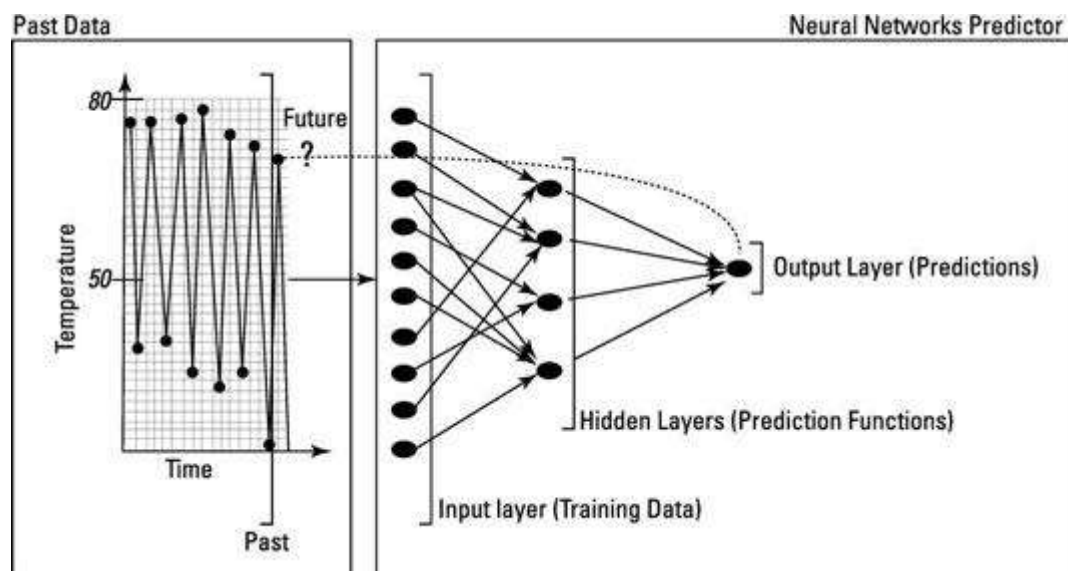 Past Data
Neural Networks Predictor
80
Future
?
50
Temperature
Time
Past
Output Layer (Predictions)
Hidden Layers (Prediction Functions)
Input layer (Training Data)